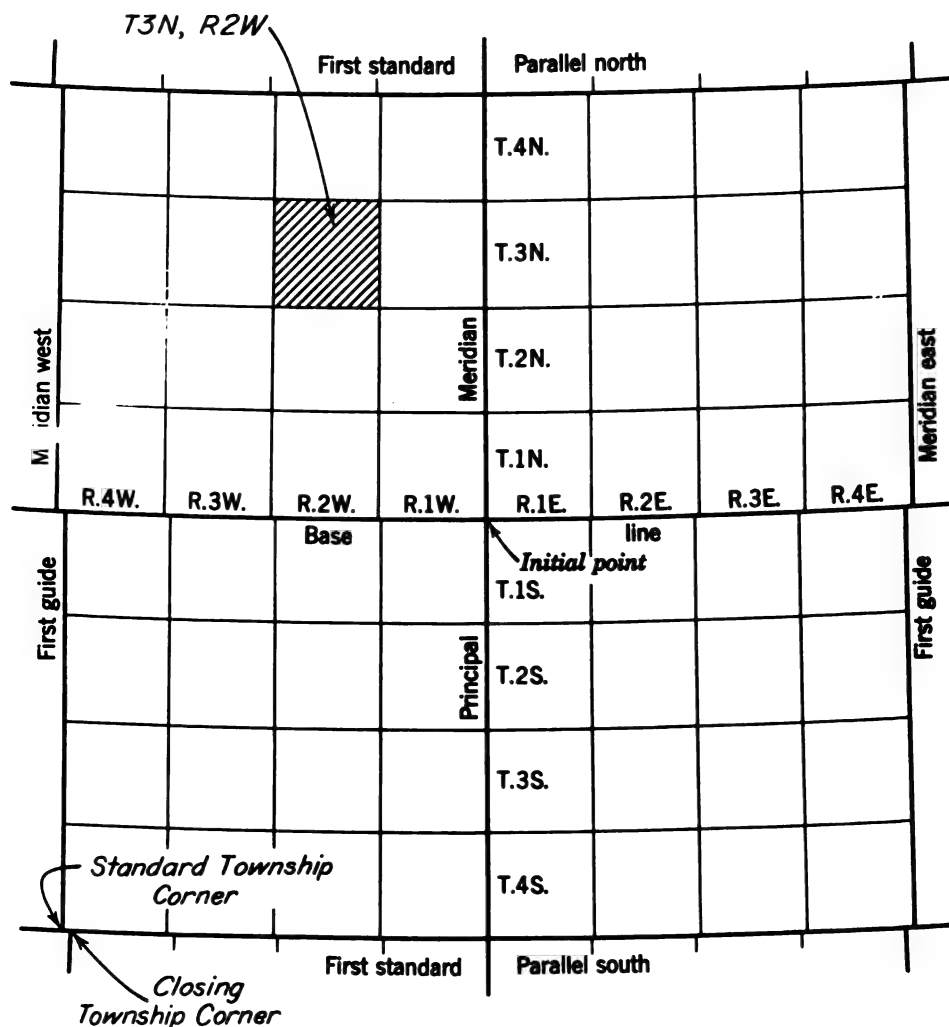 T3N, R2W
First standard Parallel north
T.4N.
T.3N.
T.2N.
T.1N.
Meridian
dian west
Meridian east
R.4W. R.3W. R.2W. R.1W. R.1E. R.2E. R.3E. R.4E.
Base line
Initial point
First guide
First guide
T.1S.
Principal
T.2S.
T.3S.
T.4S.
Standard Township
Corner
First standard Parallel south
Closing
Township Corner